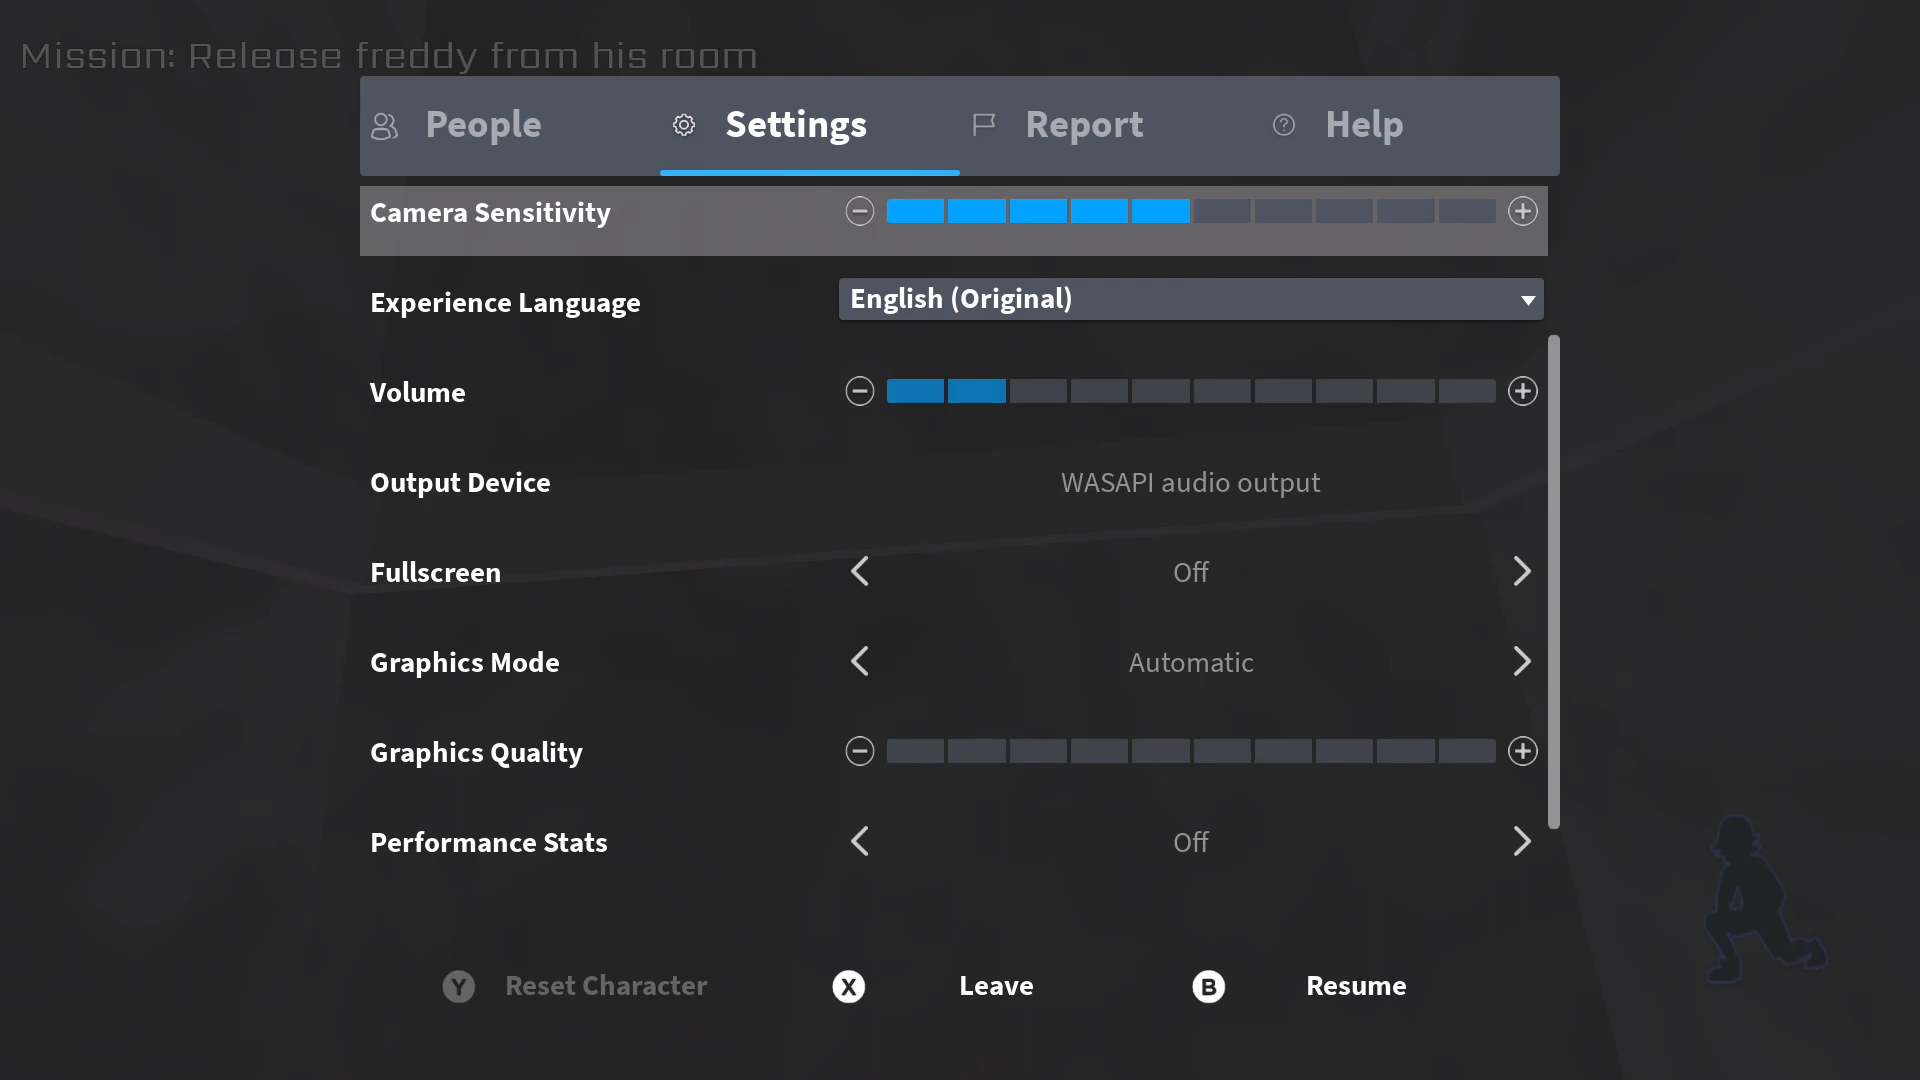 Mission: Release freddy from his room
People
Settings
Report
Help
Camera Sensitivity
Experience Language
English (Original)
Volume
Output Device
WASAPI audio output
Fullscreen
Off
Graphics Mode
Automatic
Graphics Quality
Performance Stats
Off
Y Reset Character
X Leave
B Resume